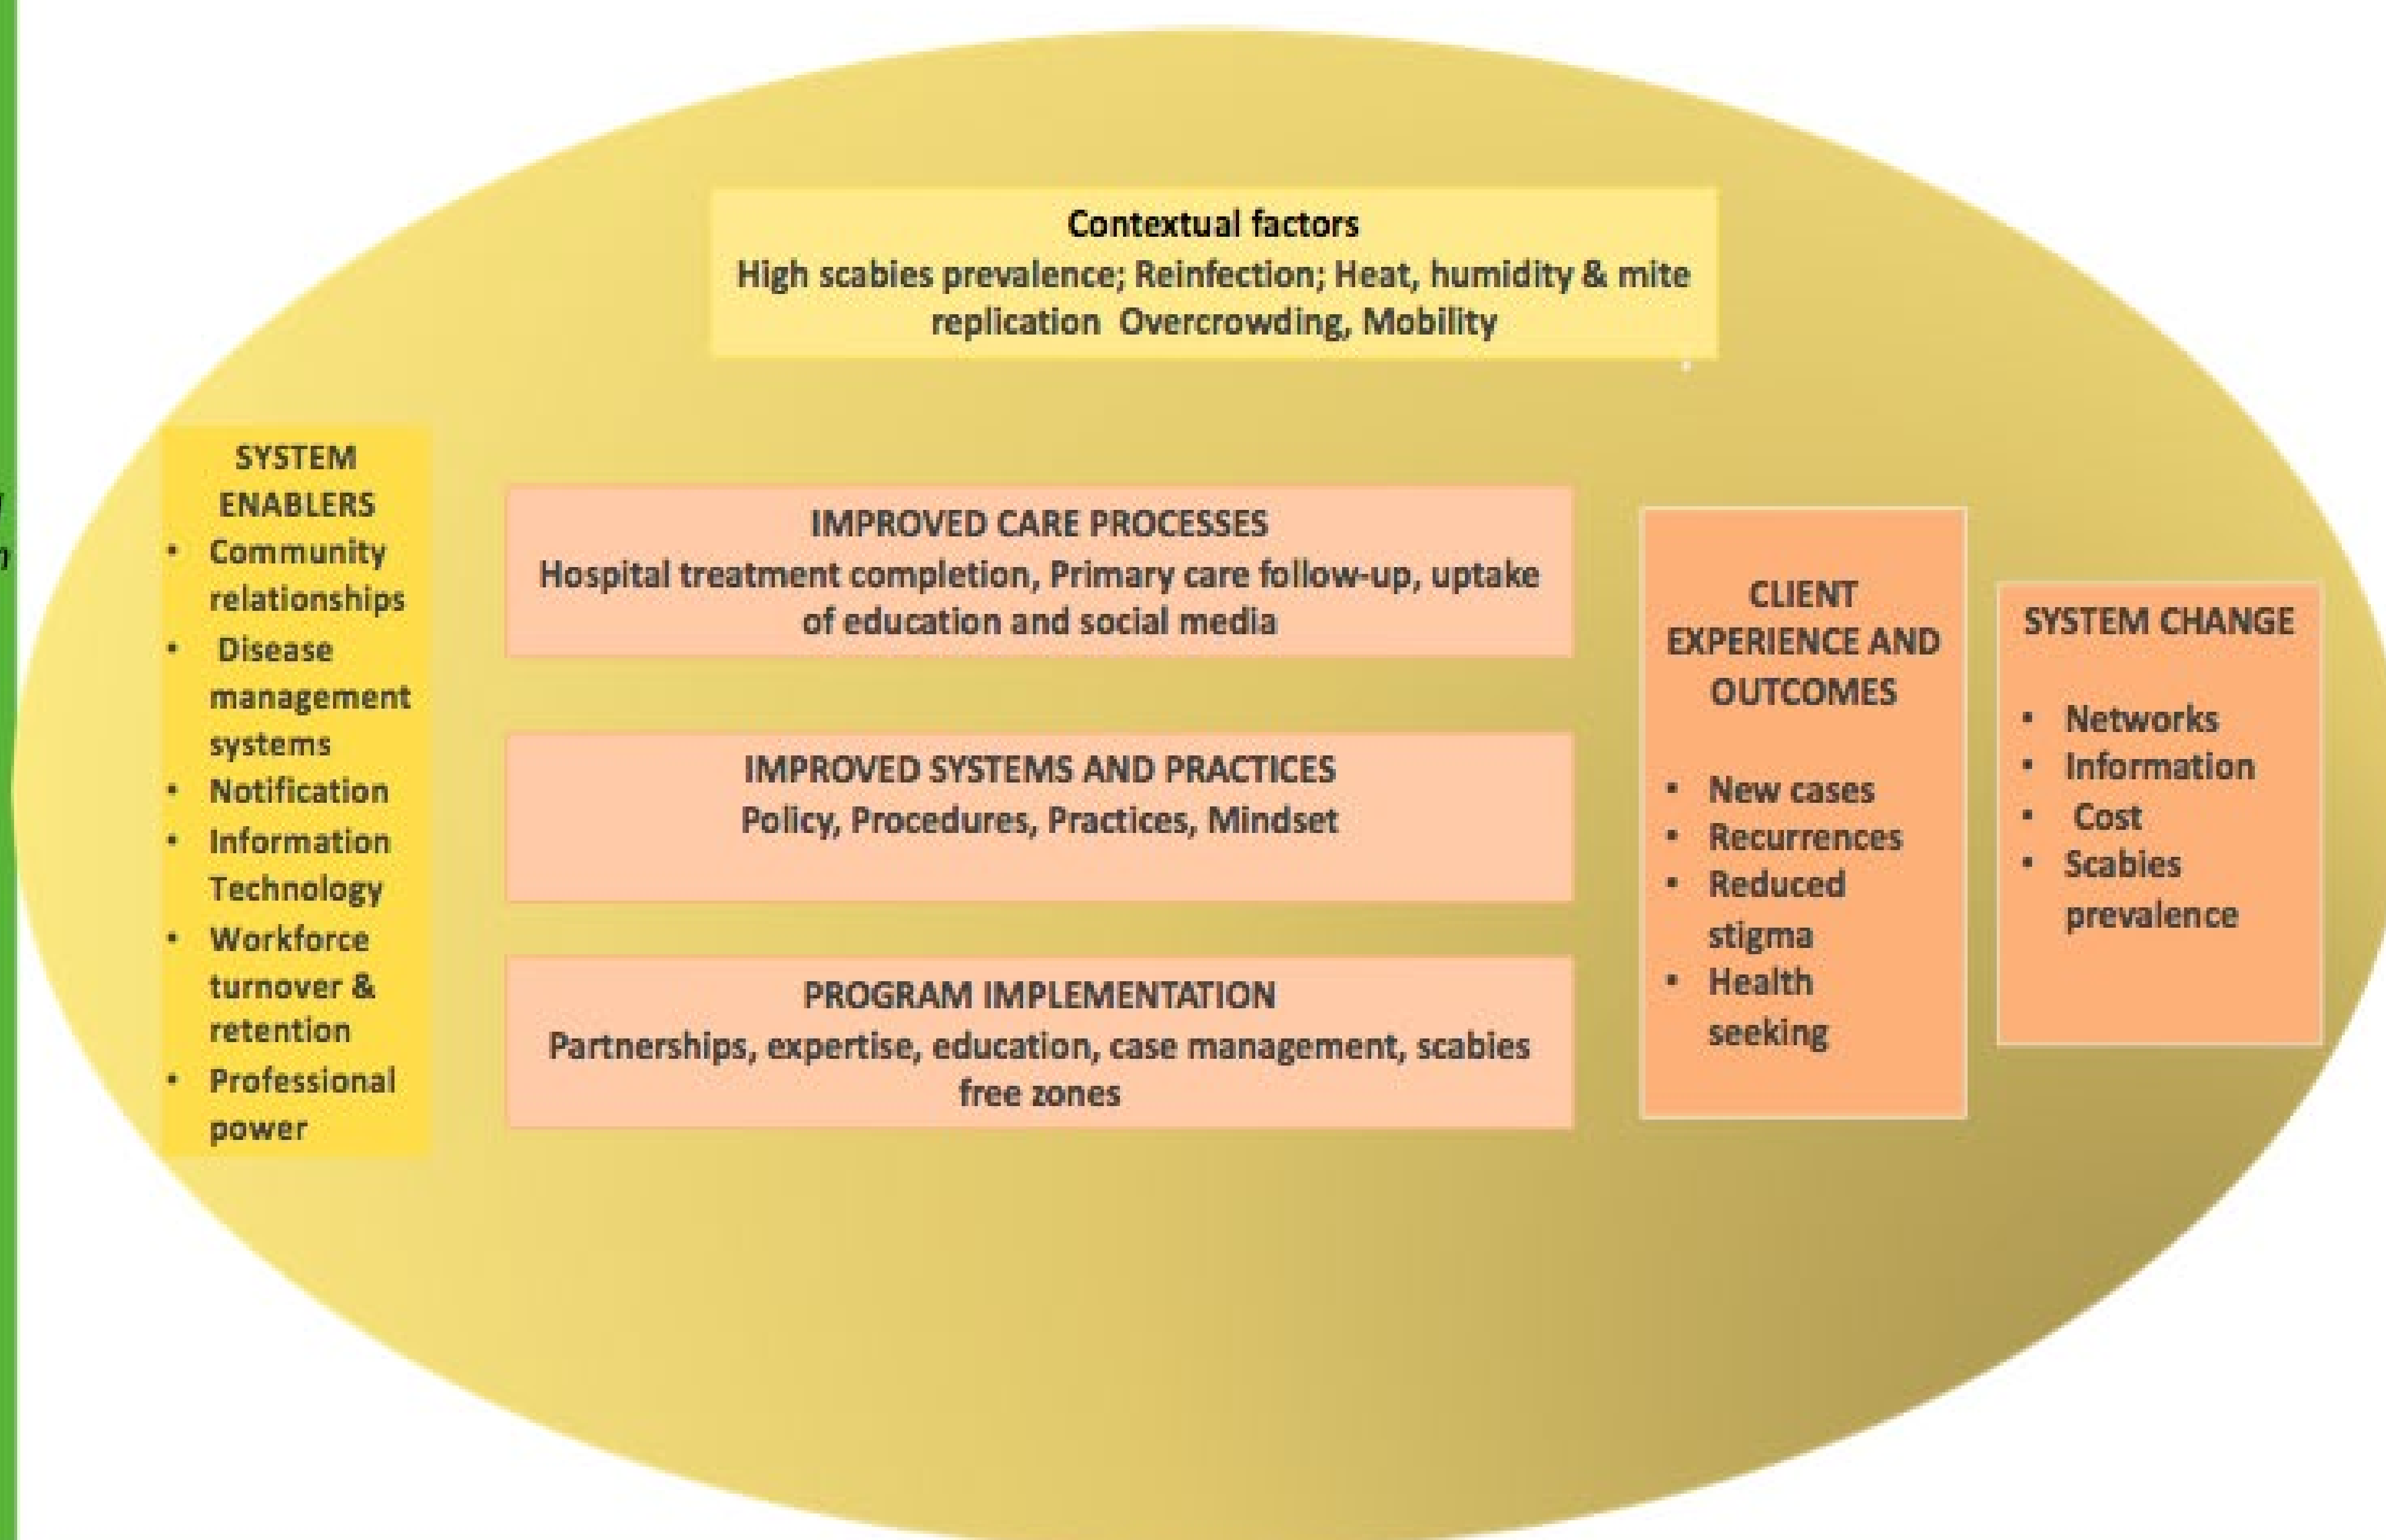 Contextual factors
High scabies prevalence; Reinfection; Heat, humidity & mite
replication Overcrowding, Mobility
SYSTEM
ENABLERS
• Community
relationships
• Disease
management
systems
• Notification
• Information
Technology
• Workforce
turnover &
retention
• Professional
power
IMPROVED CARE PROCESSES
Hospital treatment completion, Primary care follow-up, uptake
of education and social media
IMPROVED SYSTEMS AND PRACTICES
Policy, Procedures, Practices, Mindset
PROGRAM IMPLEMENTATION
Partnerships, expertise, education, case management, scabies
free zones
CLIENT
EXPERIENCE AND
OUTCOMES
• New cases
• Recurrences
• Reduced
stigma
• Health
seeking
SYSTEM CHANGE
• Networks
• Information
• Cost
• Scabies
prevalence